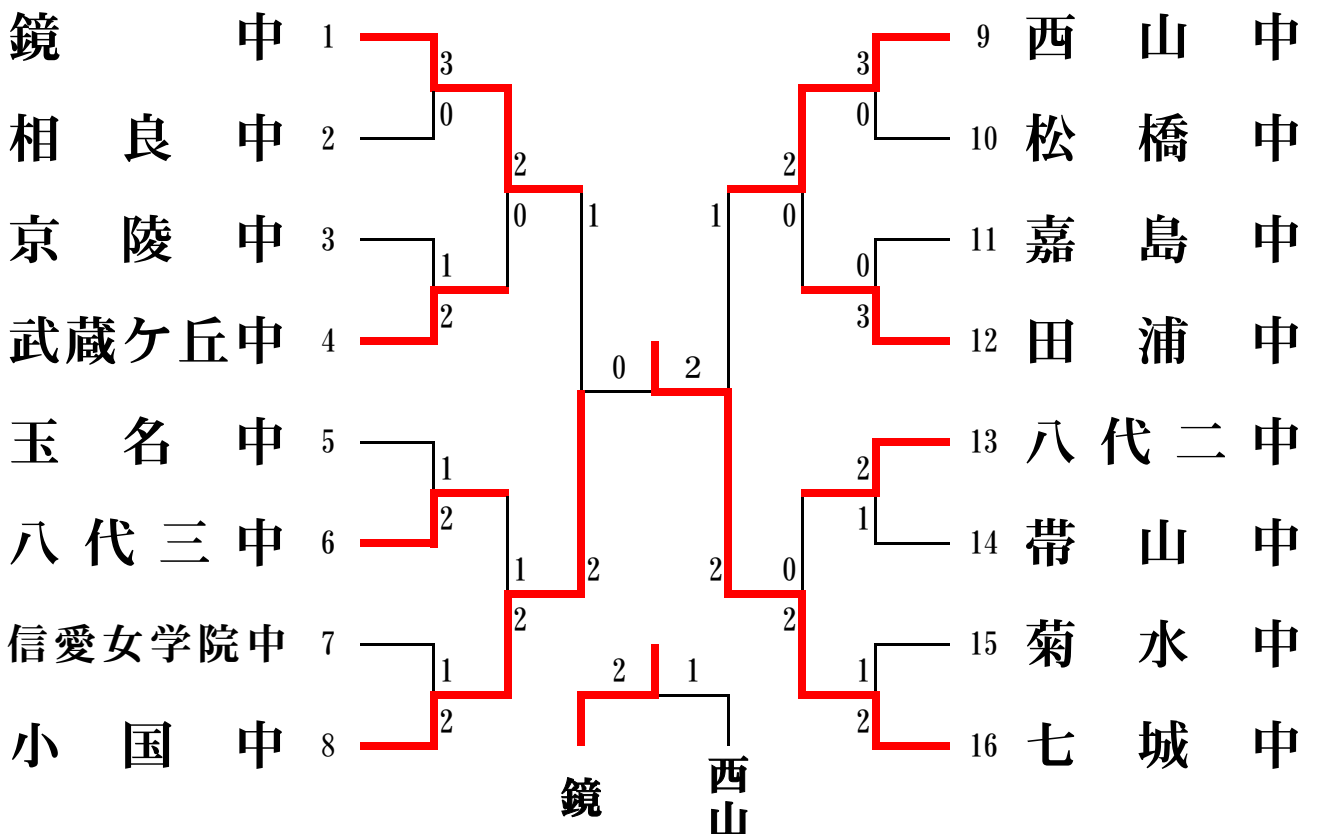 鏡中 1 3 3 9 西山中
0 0
相良中 2 10 松橋中
2 2
0 1 1 0
京陵中 3 11 嘉島中
1 0
2 3
武蔵ケ丘中 4 12 田浦中
0 2
玉名中 5 13 八代二中
1 2
2 1
八代三中 6 14 帯山中
1 2 2 0
2 2
信愛女学院中 7 15 菊水中
1 2 1 1
2 2
小国中 8 16 七城中
鏡 西山